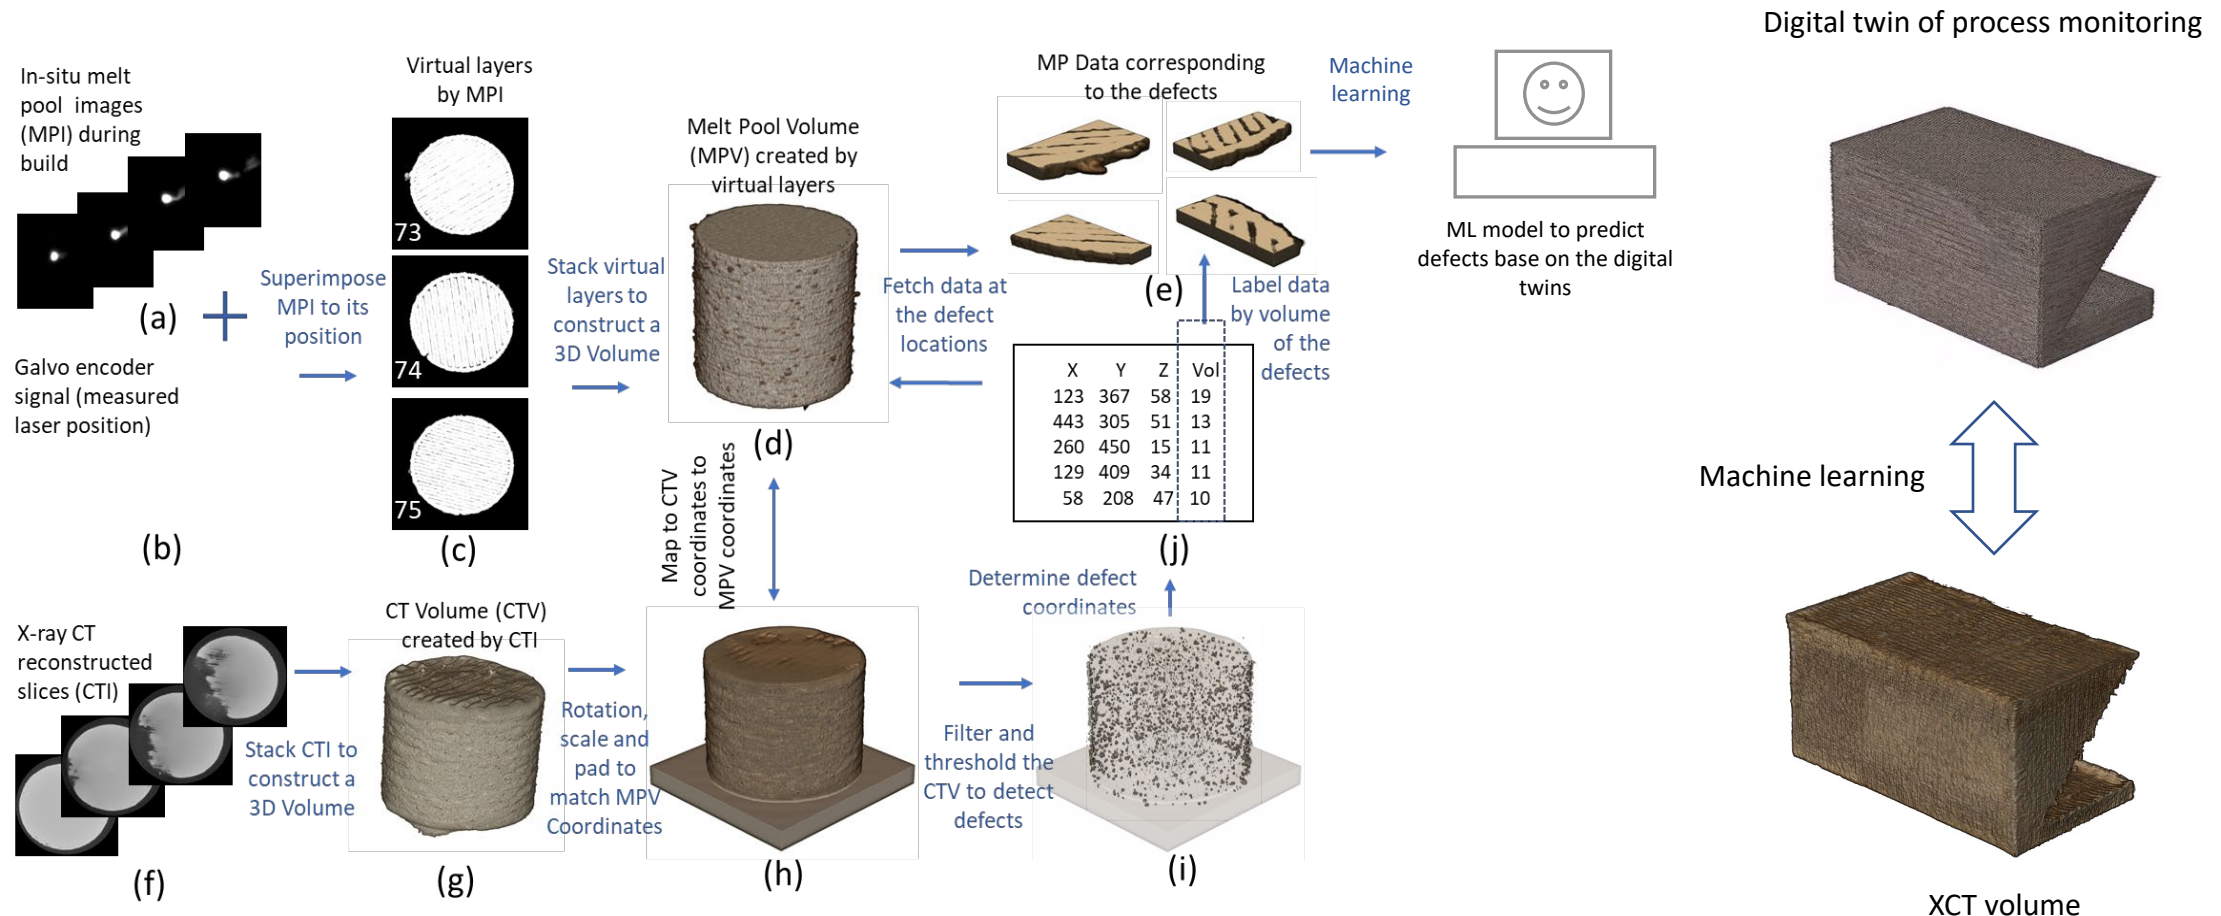 Digital twin of process monitoring
In-situ melt
pool images
(MPI) during
build
(a)
Galvo encoder
signal (measured
laser position)
(b)
Superimpose
MPI to its
position
Virtual layers
by MPI
73
74
75
(c)
Stack virtual
layers to
construct a
3D Volume
Melt Pool Volume
(MPV) created by
virtual layers
(d)
Fetch data at
the defect
locations
MP Data corresponding
to the defects
(e)
Label data
by volume
of the
defects
Machine
learning
ML model to predict
defects base on the digital
twins
X Y Z Vol
123 367 58 19
443 305 51 13
260 450 15 11
129 409 34 11
58 208 47 10
(j)
Map to CTV
coordinates to
MPV coordinates
Determine defect
coordinates
X-ray CT
reconstructed
slices (CTI)
(f)
Stack CTI to
construct a
3D Volume
CT Volume (CTV)
created by CTI
(g)
Rotation,
scale and
pad to
match MPV
Coordinates
(h)
Filter and
threshold the
CTV to detect
defects
(i)
Machine learning
XCT volume